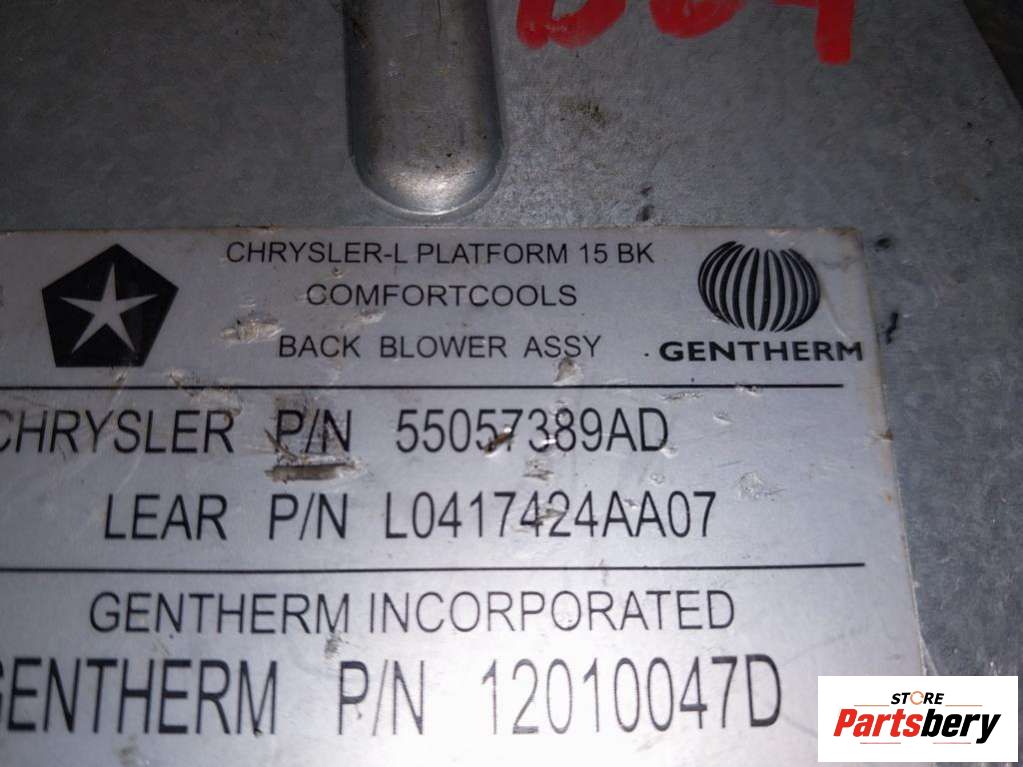 CHRYSLER-L PLATFORM 15 BK
COMFORTCOOLS
BACK BLOWER ASSY
GENTHERM
CHRYSLER P/N 55057389AD
LEAR P/N L0417424AA07
GENTHERM INCORPORATED
GENTHERM P/N 12010047D
STORE
Partsbery